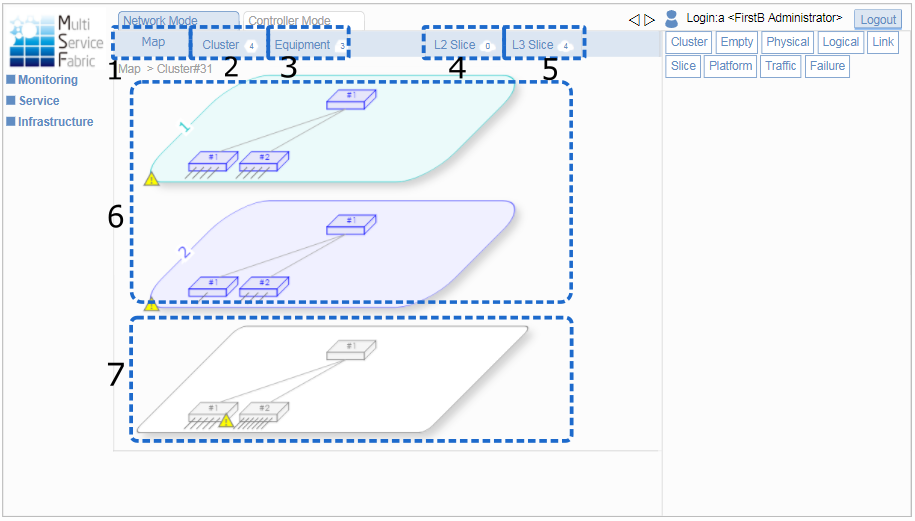 Multi
Service
Fabric
Network Mode
Controller Mode
Login:a <FirstB Administrator>
Logout
Map
Cluster 4
Equipment 3
L2 Slice 0
L3 Slice 4
1
2
3
4
5
Map > Cluster#31
Monitoring
Service
Infrastructure
Cluster
Empty
Physical
Logical
Link
Slice
Platform
Traffic
Failure
6
1
#1
#1
#2
2
#1
#1
#2
7
#1
#1
#2